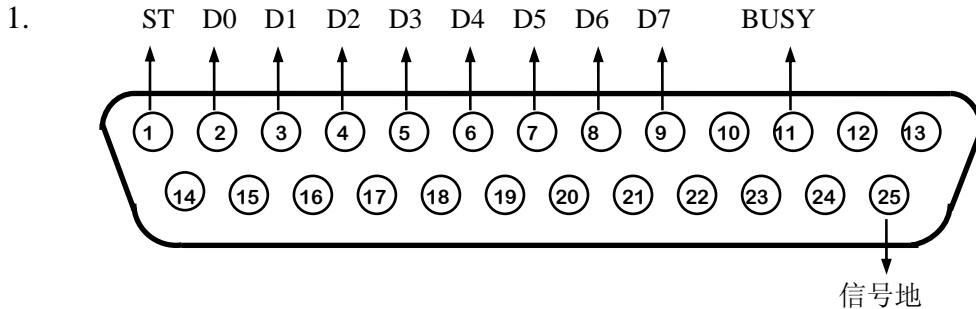 1. ST D0 D1 D2 D3 D4 D5 D6 D7 BUSY
1 2 3 4 5 6 7 8 9 10 11 12 13
14 15 16 17 18 19 20 21 22 23 24 25
信号地